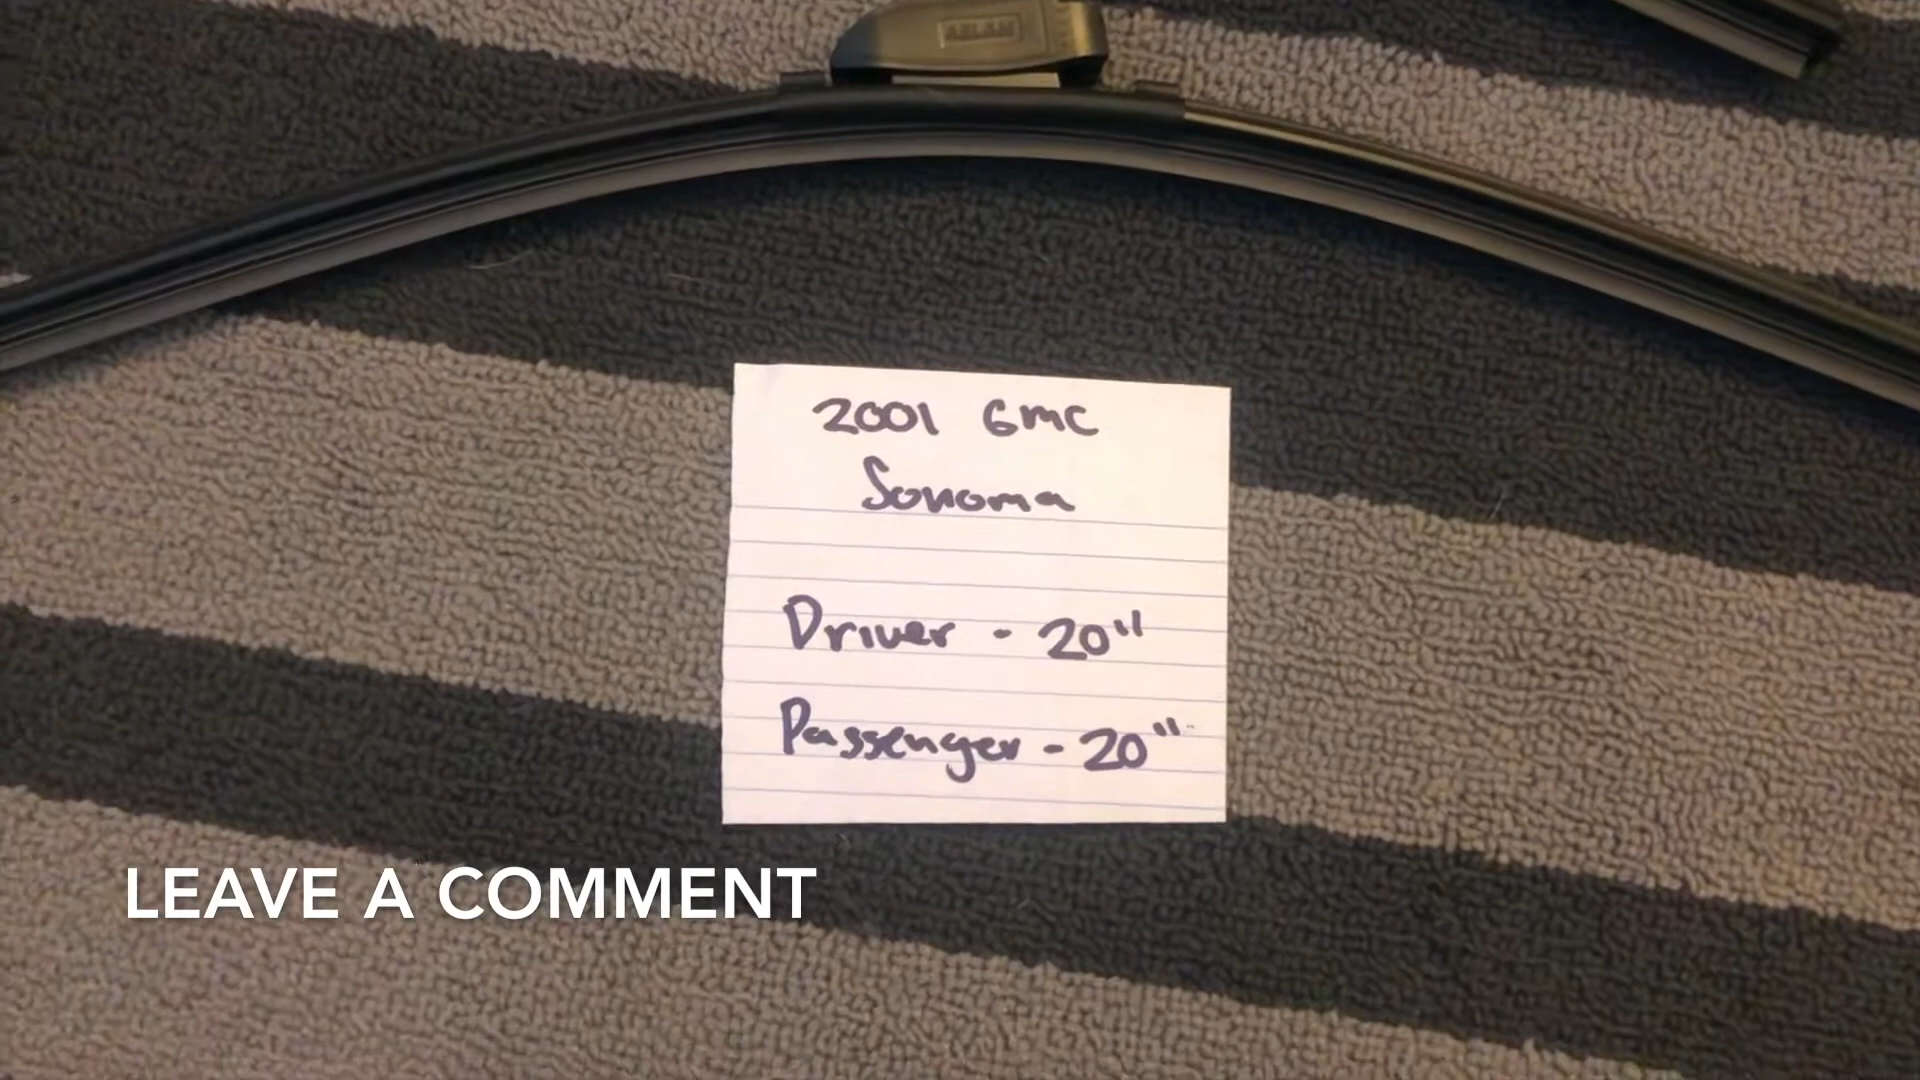 2001 GMC
Sonoma
Driver - 20"
Passenger - 20"
LEAVE A COMMENT